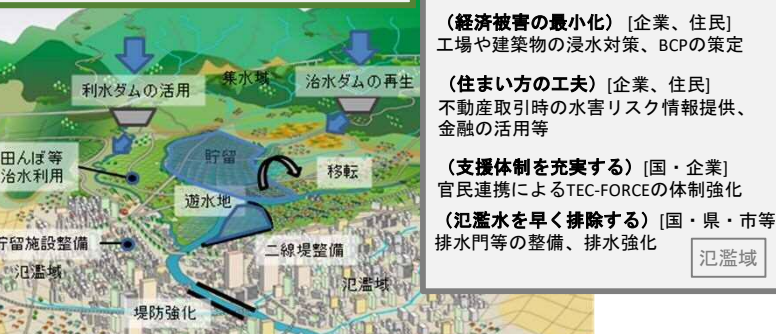 利水ダムの活用
集水域
治水ダムの再生
田んぼ等
治水利用
貯留
移転
遊水地
貯留施設整備
二線堤整備
氾濫域
氾濫域
堤防強化
（経済被害の最小化）[企業、住民]
工場や建築物の浸水対策、BCPの策定
（住まい方の工夫）[企業、住民]
不動産取引時の水害リスク情報提供、
金融の活用等
（支援体制を充実する）[国・企業]
官民連携によるTEC-FORCEの体制強化
（氾濫水を早く排除する）[国・県・市等
排水門等の整備、排水強化
氾濫域